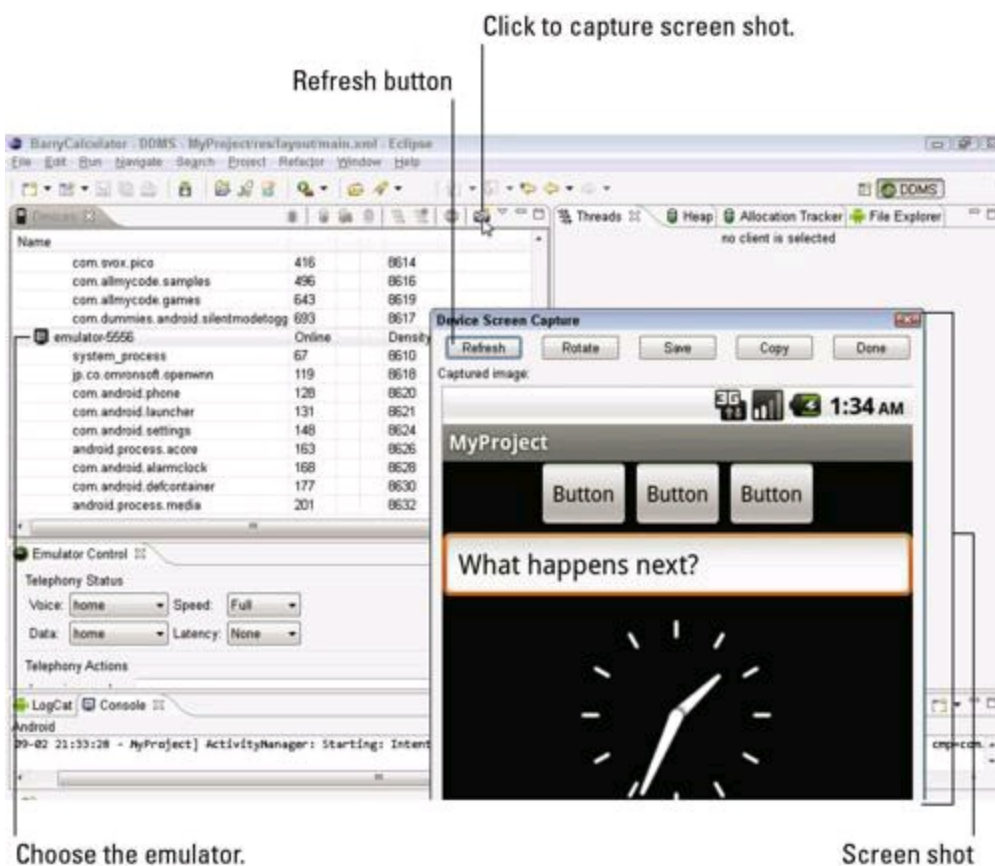 Click to capture screen shot.
Refresh button
BarryCalculator - DDMS - MyProject/res/layout/main.xml - Eclipse
File Edit Run Navigate Search Project Refactor Window Help
DDMS
Devices
Threads Heap Allocation Tracker File Explorer
no client is selected
Name
com.svox.pico 416 8614
com.allmycode.samples 496 8616
com.allmycode.games 643 8619
com.dummies.android.silentmodetogg 693 8617
emulator-5556 Online Density
system_process 67 8610
jp.co.omronsoft.openwnn 119 8618
com.android.phone 128 8620
com.android.launcher 131 8621
com.android.settings 148 8624
android.process.acore 163 8626
com.android.alarmclock 168 8628
com.android.defcontainer 177 8630
android.process.media 201 8632
Device Screen Capture
Refresh Rotate Save Copy Done
Captured image:
3G 1:34 AM
MyProject
Button Button Button
What happens next?
Emulator Control
Telephony Status
Voice: home Speed: Full
Data: home Latency: None
Telephony Actions
LogCat Console
Android
09-02 21:33:28 - MyProject] ActivityManager: Starting: Intent
cmp=com.
Choose the emulator.
Screen shot